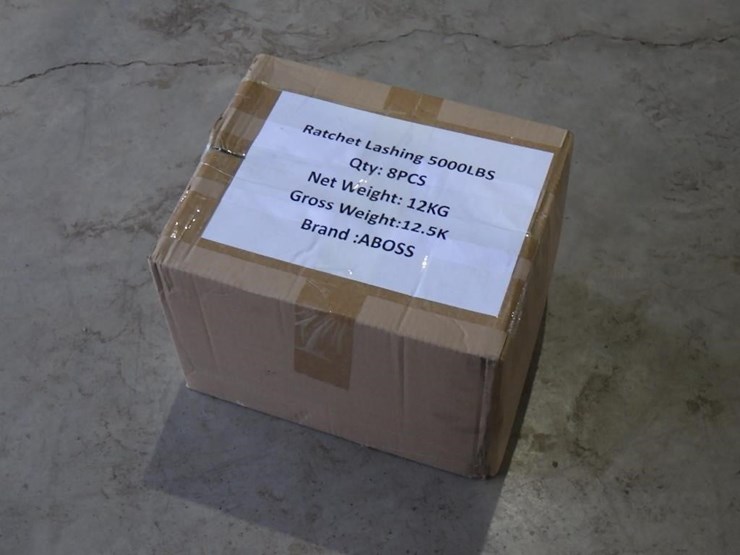 Ratchet Lashing 5000LBS
Qty: 8PCS
Net Weight: 12KG
Gross Weight:12.5K
Brand :ABOSS